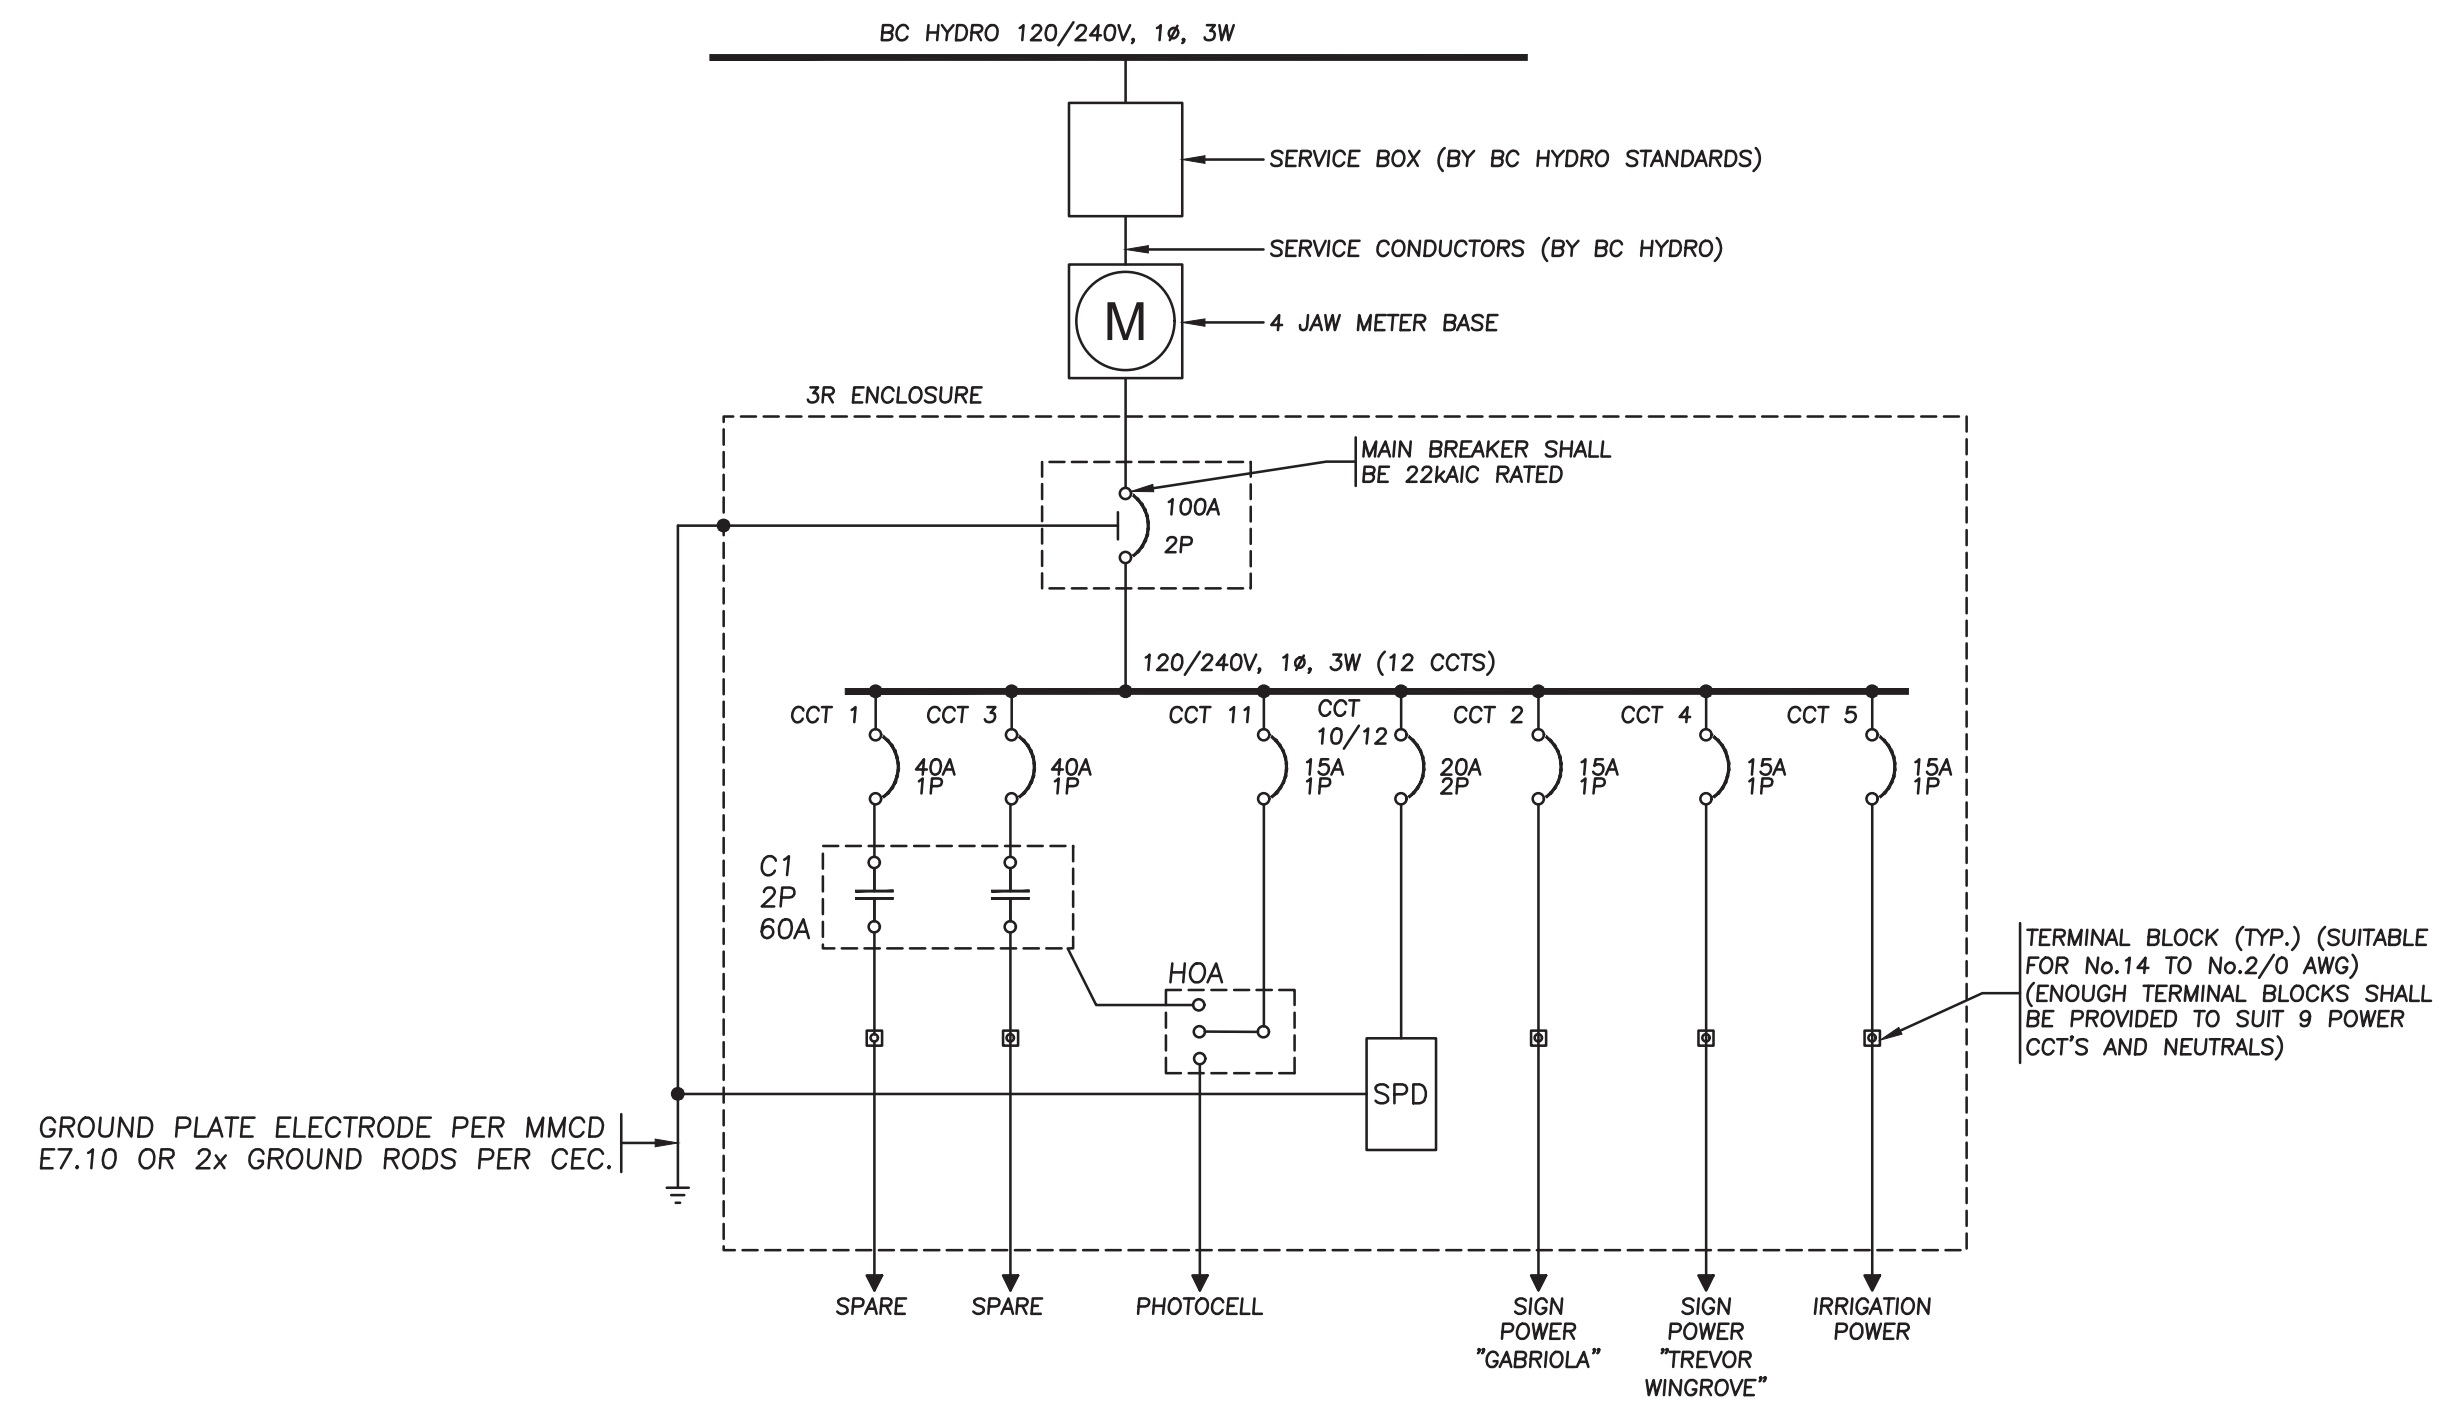 BC HYDRO 120/240V, 1ø, 3W
SERVICE BOX (BY BC HYDRO STANDARDS)
SERVICE CONDUCTORS (BY BC HYDRO)
M
4 JAW METER BASE
3R ENCLOSURE
MAIN BREAKER SHALL
BE 22kAIC RATED
100A
2P
120/240V, 1ø, 3W (12 CCTS)
CCT 1
40A
1P
CCT 3
40A
1P
CCT 11
15A
1P
CCT
10/12
20A
2P
CCT 2
15A
1P
CCT 4
15A
1P
CCT 5
15A
1P
C1
2P
60A
HOA
SPD
TERMINAL BLOCK (TYP.) (SUITABLE
FOR No.14 TO No.2/0 AWG)
(ENOUGH TERMINAL BLOCKS SHALL
BE PROVIDED TO SUIT 9 POWER
CCT'S AND NEUTRALS)
GROUND PLATE ELECTRODE PER MMCD
E7.10 OR 2x GROUND RODS PER CEC.
SPARE
SPARE
PHOTOCELL
SIGN
POWER
"GABRIOLA"
SIGN
POWER
"TREVOR
WINGROVE"
IRRIGATION
POWER